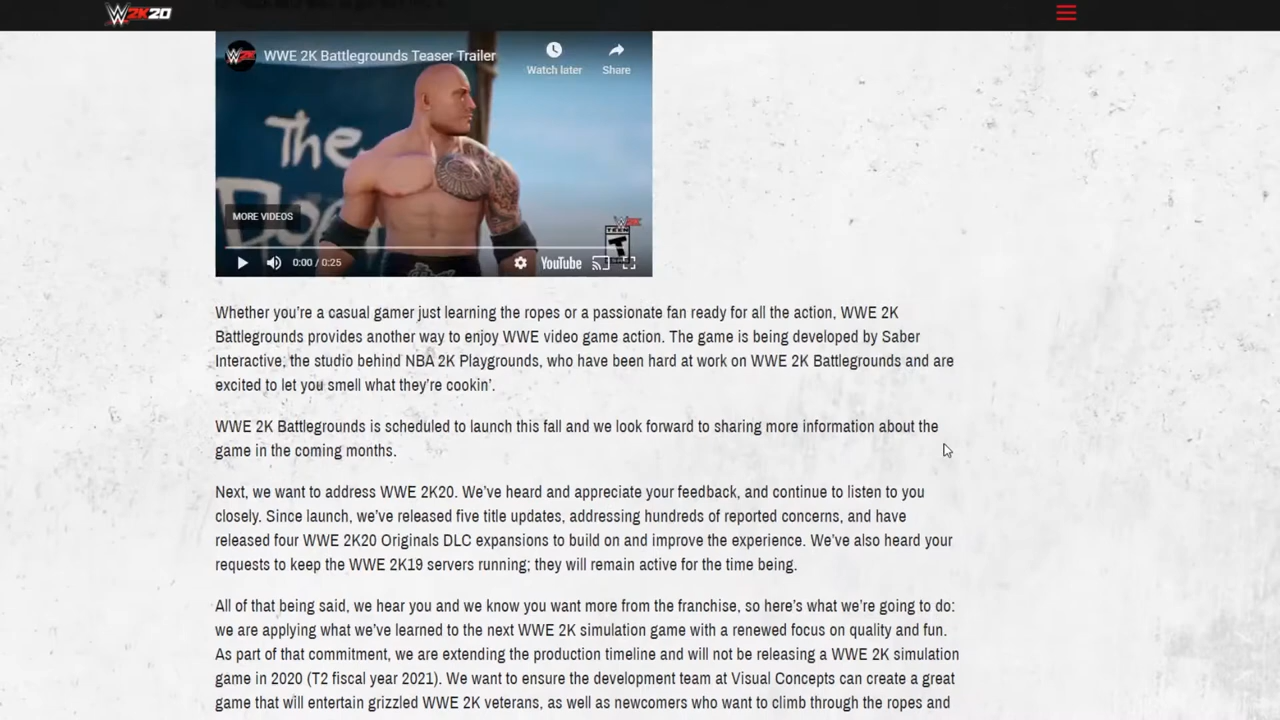 W2K20
WWE 2K Battlegrounds Teaser Trailer
Watch later
Share
The
MORE VIDEOS
TEEN
T
0:00 / 0:25
YouTube
Whether you're a casual gamer just learning the ropes or a passionate fan ready for all the action, WWE 2K
Battlegrounds provides another way to enjoy WWE video game action. The game is being developed by Saber
Interactive, the studio behind NBA 2K Playgrounds, who have been hard at work on WWE 2K Battlegrounds and are
excited to let you smell what they're cookin'.
WWE 2K Battlegrounds is scheduled to launch this fall and we look forward to sharing more information about the
game in the coming months.
Next, we want to address WWE 2K20. We've heard and appreciate your feedback, and continue to listen to you
closely. Since launch, we've released five title updates, addressing hundreds of reported concerns, and have
released four WWE 2K20 Originals DLC expansions to build on and improve the experience. We've also heard your
requests to keep the WWE 2K19 servers running; they will remain active for the time being.
All of that being said, we hear you and we know you want more from the franchise, so here's what we're going to do:
we are applying what we've learned to the next WWE 2K simulation game with a renewed focus on quality and fun.
As part of that commitment, we are extending the production timeline and will not be releasing a WWE 2K simulation
game in 2020 (T2 fiscal year 2021). We want to ensure the development team at Visual Concepts can create a great
game that will entertain grizzled WWE 2K veterans, as well as newcomers who want to climb through the ropes and